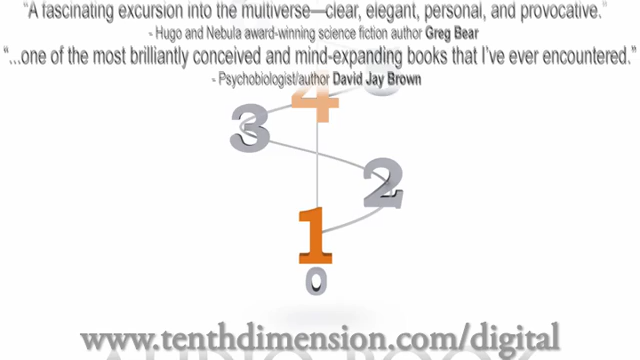 "A fascinating excursion into the multiverse—clear, elegant, personal, and provocative."
- Hugo and Nebula award-winning science fiction author Greg Bear
"...one of the most brilliantly conceived and mind-expanding books that I've ever encountered."
- Psychobiologist/author David Jay Brown
4
3
2
1
0
www.tenthdimension.com/digital